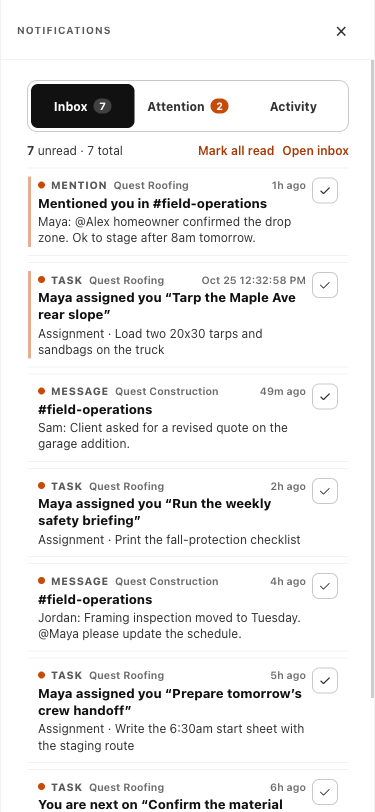 NOTIFICATIONS
Inbox 7 Attention 2 Activity
7 unread · 7 total Mark all read Open inbox
MENTION Quest Roofing 1h ago
Mentioned you in #field-operations
Maya: @Alex homeowner confirmed the drop
zone. Ok to stage after 8am tomorrow.
TASK Quest Roofing Oct 25 12:32:58 PM
Maya assigned you “Tarp the Maple Ave
rear slope”
Assignment · Load two 20x30 tarps and
sandbags on the truck
MESSAGE Quest Construction 49m ago
#field-operations
Sam: Client asked for a revised quote on the
garage addition.
TASK Quest Roofing 2h ago
Maya assigned you “Run the weekly
safety briefing”
Assignment · Print the fall-protection checklist
MESSAGE Quest Construction 4h ago
#field-operations
Jordan: Framing inspection moved to Tuesday.
@Maya please update the schedule.
TASK Quest Roofing 5h ago
Maya assigned you “Prepare tomorrow’s
crew handoff”
Assignment · Write the 6:30am start sheet with
the staging route
TASK Quest Roofing 6h ago
You are next on “Confirm the material